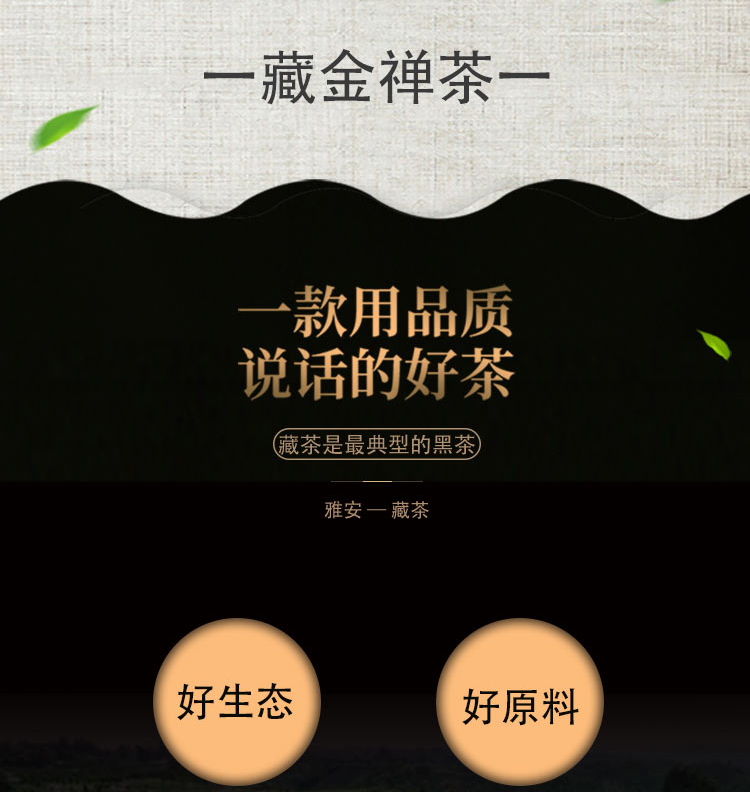 一藏金禅茶一
一款用品质
说话的好茶
藏茶是最典型的黑茶
雅安 — 藏茶
好生态
好原料